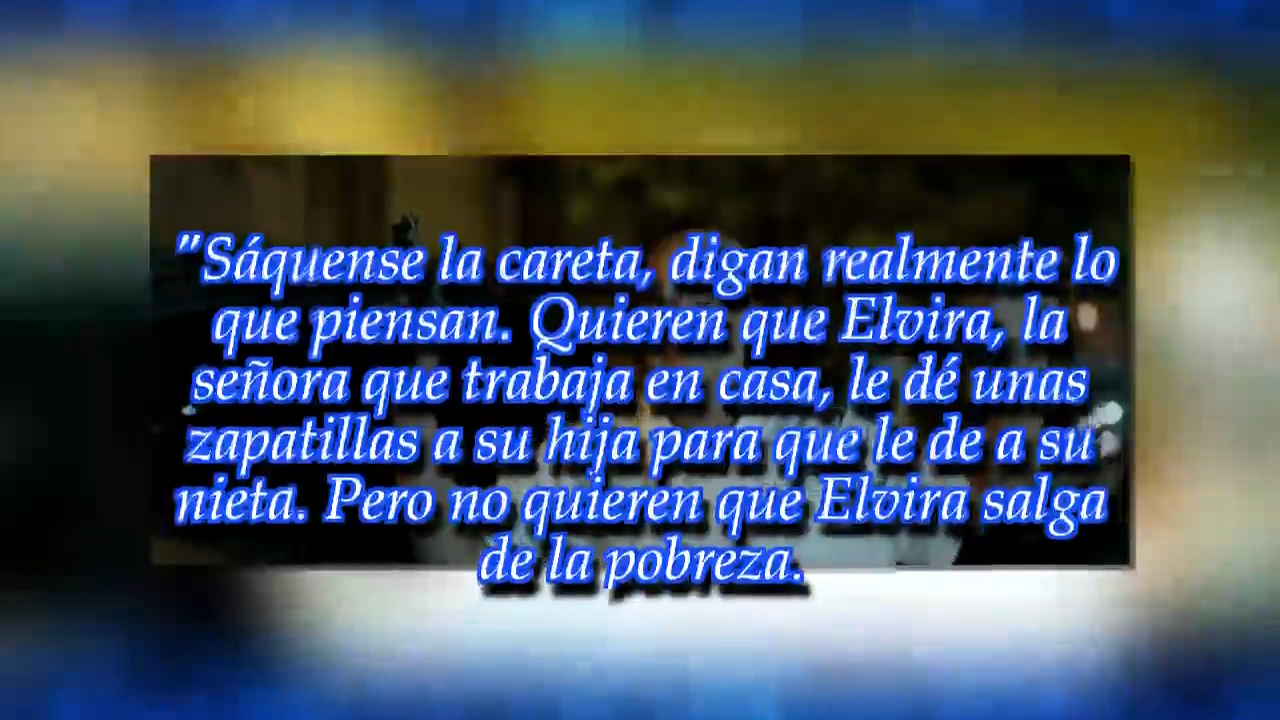 "Sáquense la careta, digan realmente lo
que piensan. Quieren que Elvira, la
señora que trabaja en casa, le dé unas
zapatillas a su hija para que le de a su
nieta. Pero no quieren que Elvira salga
de la pobreza.